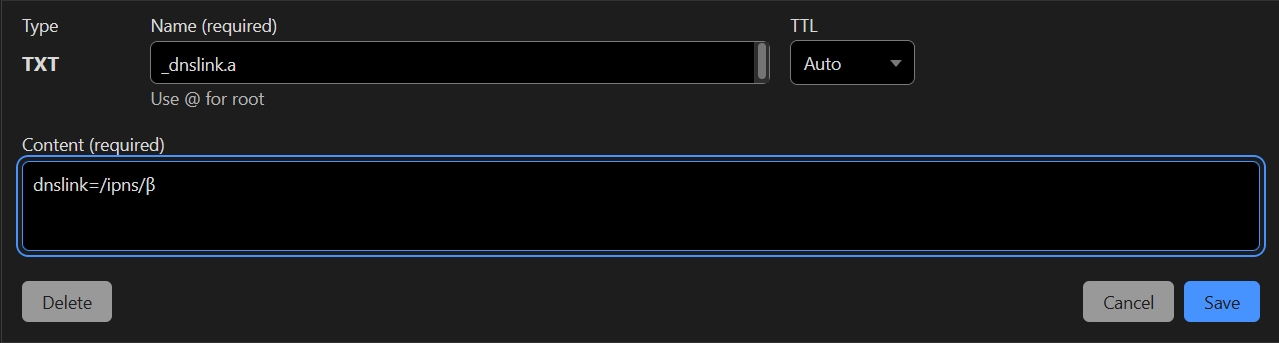 Type
Name (required)
TTL
TXT
_dnslink.a
Auto
Use @ for root
Content (required)
dnslink=/ipns/β
Delete
Cancel
Save